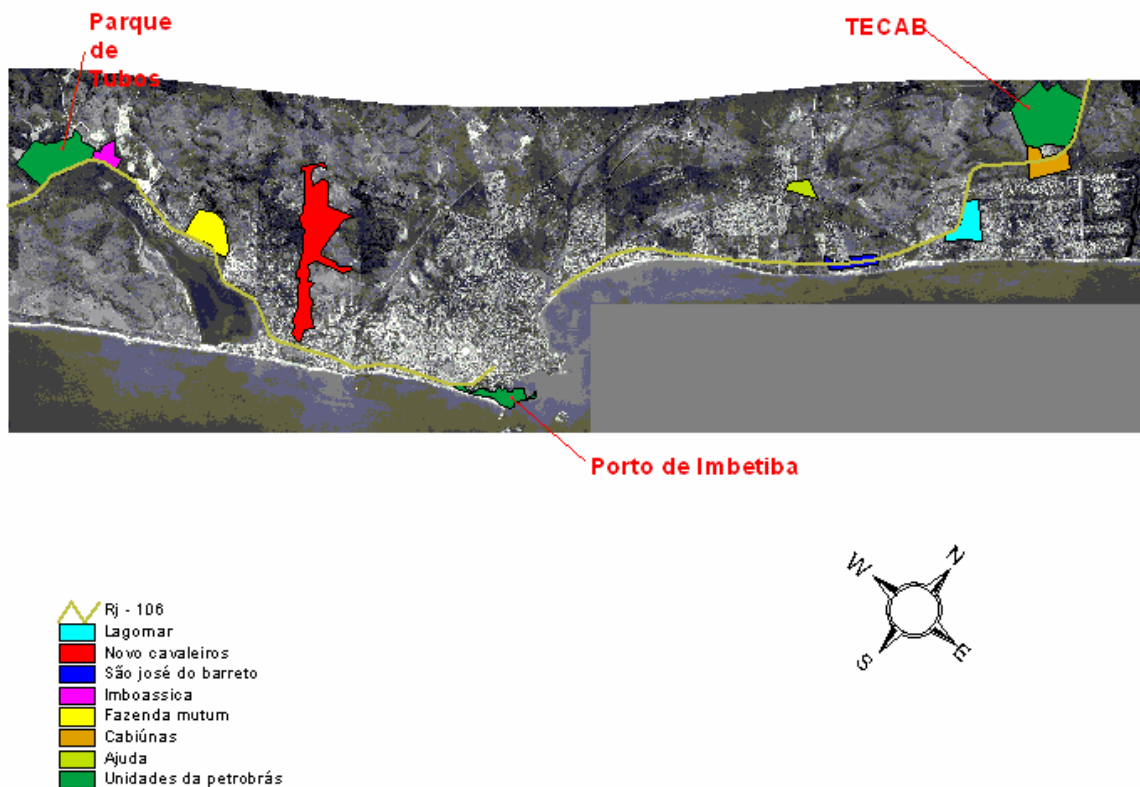 Parque
de
Tubos
TECAB
Porto de Imbetiba
W
N
S
E
Rj - 106
Lagomar
Novo cavaleiros
São josé do barreto
Imboassica
Fazenda mutum
Cabiúnas
Ajuda
Unidades da petrobrás